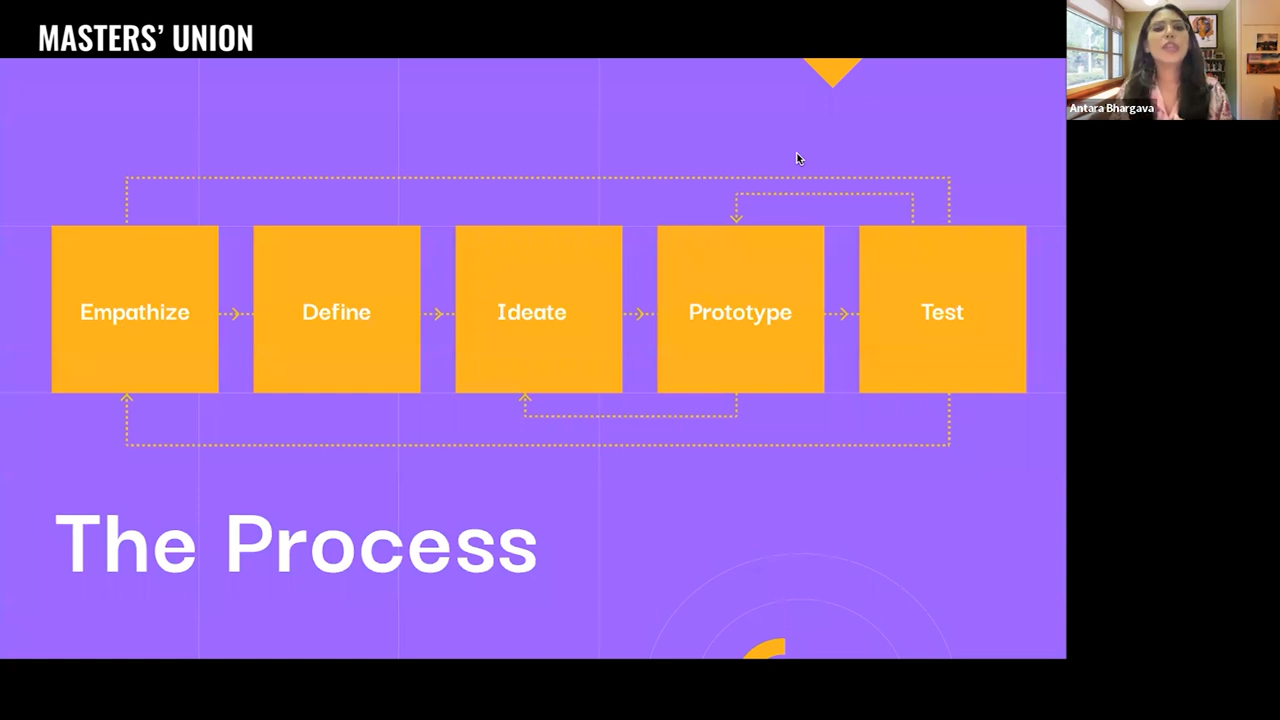 MASTERS' UNION
Antara Bhargava
Empathize
Define
Ideate
Prototype
Test
The Process